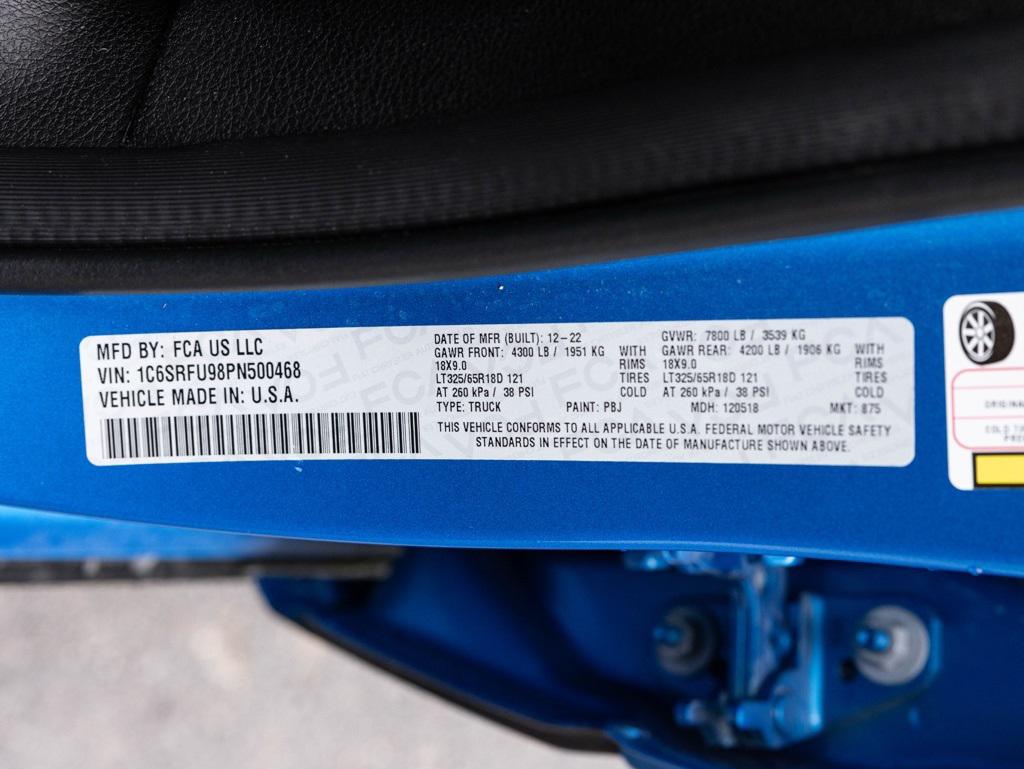 MFD BY: FCA US LLC
VIN: 1C6SRFU98PN500468
VEHICLE MADE IN: U.S.A.
DATE OF MFR (BUILT): 12-22 GVWR: 7800 LB / 3539 KG
GAWR FRONT: 4300 LB / 1951 KG WITH GAWR REAR: 4200 LB / 1906 KG WITH
18X9.0 RIMS 18X9.0 RIMS
LT325/65R18D 121 TIRES LT325/65R18D 121 TIRES
AT 260 kPa / 38 PSI COLD AT 260 kPa / 38 PSI COLD
TYPE: TRUCK PAINT: PBJ MDH: 120518 MKT: 875
THIS VEHICLE CONFORMS TO ALL APPLICABLE U.S.A. FEDERAL MOTOR VEHICLE SAFETY
STANDARDS IN EFFECT ON THE DATE OF MANUFACTURE SHOWN ABOVE.